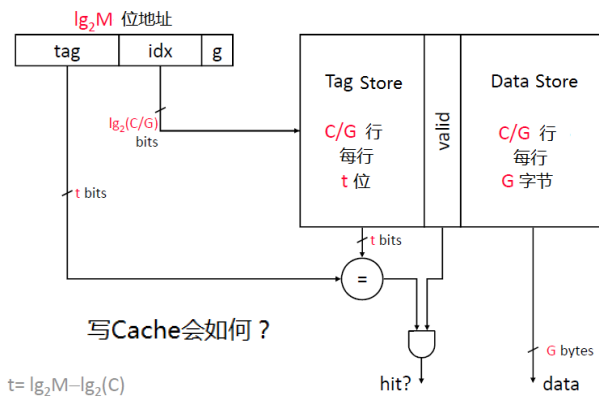 lg₂M 位地址
tag idx g
Tag Store
valid
Data Store
lg₂(C/G)
bits
C/G 行
每行
t 位
C/G 行
每行
G 字节
t bits
t bits
=
写Cache会如何？
G bytes
t= lg₂M–lg₂(C)
hit?
data